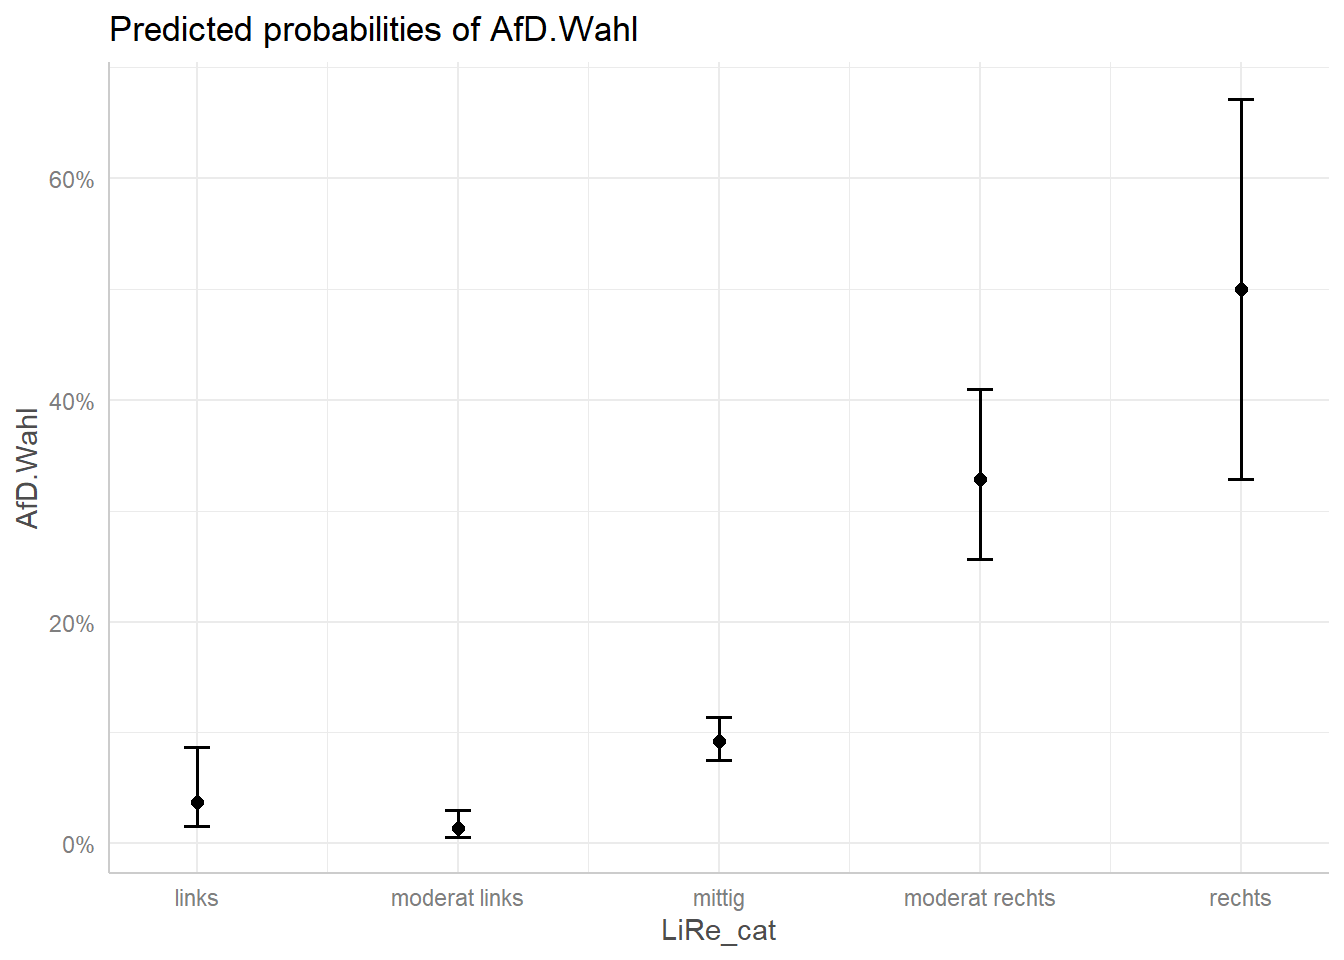 Predicted probabilities of AfD.Wahl
60%
40%
20%
0%
AfD.Wahl
links
moderat links
mittig
moderat rechts
rechts
LiRe_cat